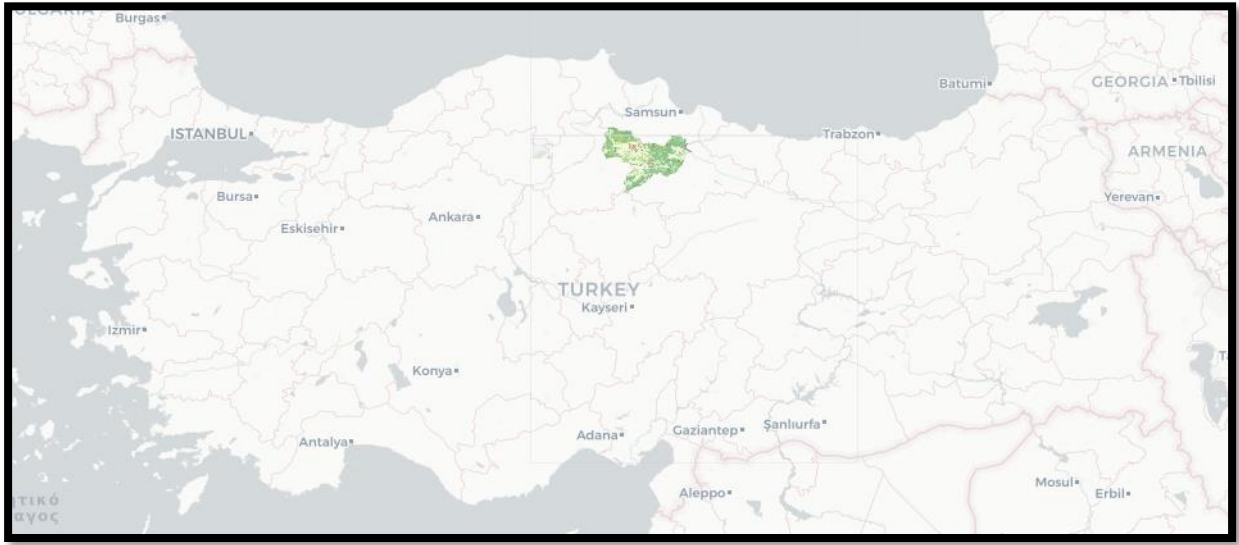 Burgas
GEORGIA
Tbilisi
Batumi
Samsun
ISTANBUL
Trabzon
ARMENIA
Bursa
Yerevan
Ankara
Eskisehir
TURKEY
Kayseri
Izmir
Konya
Adana
Gaziantep
Şanlıurfa
Antalya
Aleppo
Mosul
Erbil